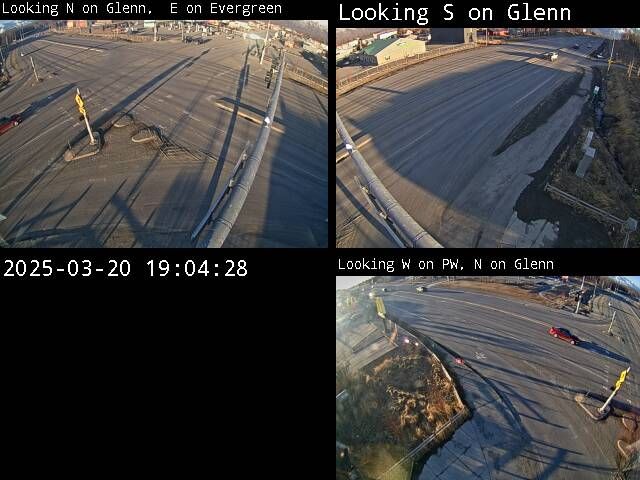 Looking N on Glenn,  E on Evergreen
Looking S on Glenn
2025-03-20 19:04:28
Looking W on PW, N on Glenn